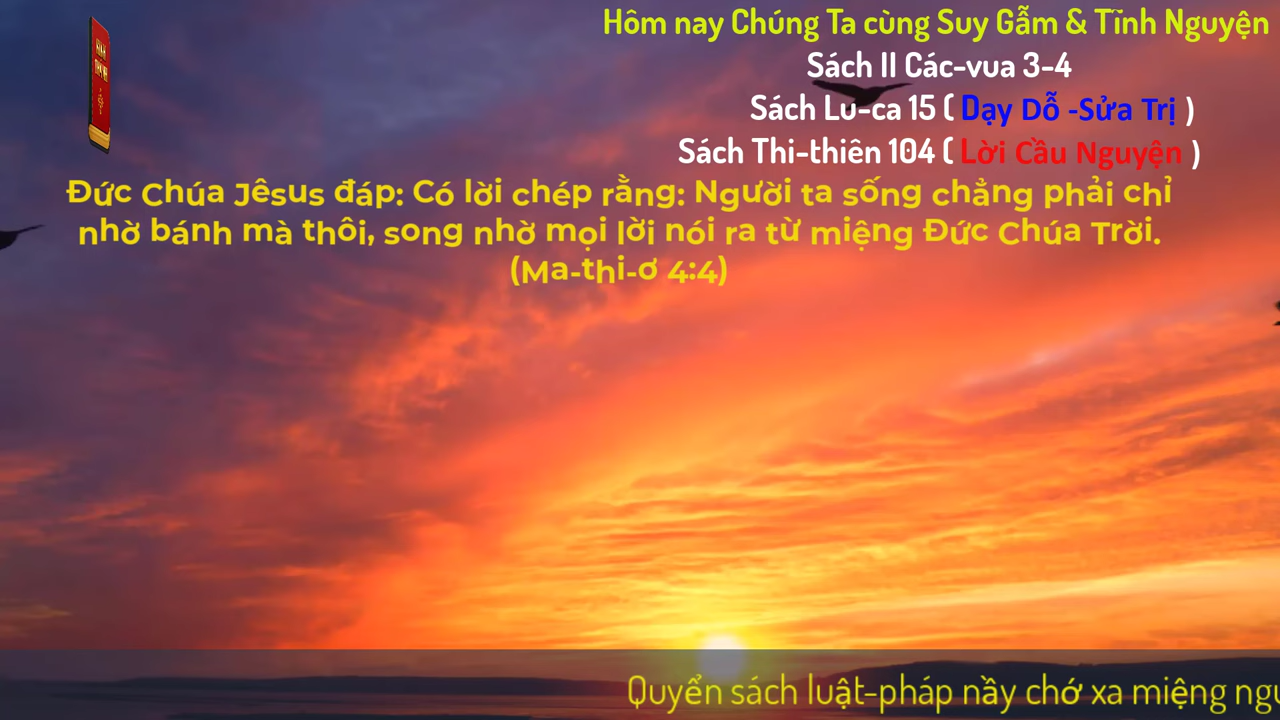 Hôm nay Chúng Ta cùng Suy Gẫm & Tĩnh Nguyện
Sách II Các-vua 3-4
Sách Lu-ca 15 ( Dạy Dỗ -Sửa Trị )
Sách Thi-thiên 104 ( Lời Cầu Nguyện )
Đức Chúa Jêsus đáp: Có lời chép rằng: Người ta sống chẳng phải chỉ
nhờ bánh mà thôi, song nhờ mọi lời nói ra từ miệng Đức Chúa Trời.
(Ma-thi-ơ 4:4)
Quyển sách luật-pháp nầy chớ xa miệng ngư